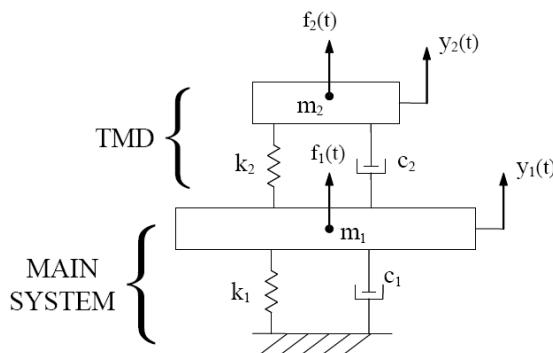 f₂(t)
y₂(t)
m₂
TMD
k₂
f₁(t)
c₂
y₁(t)
m₁
MAIN
SYSTEM
k₁
c₁